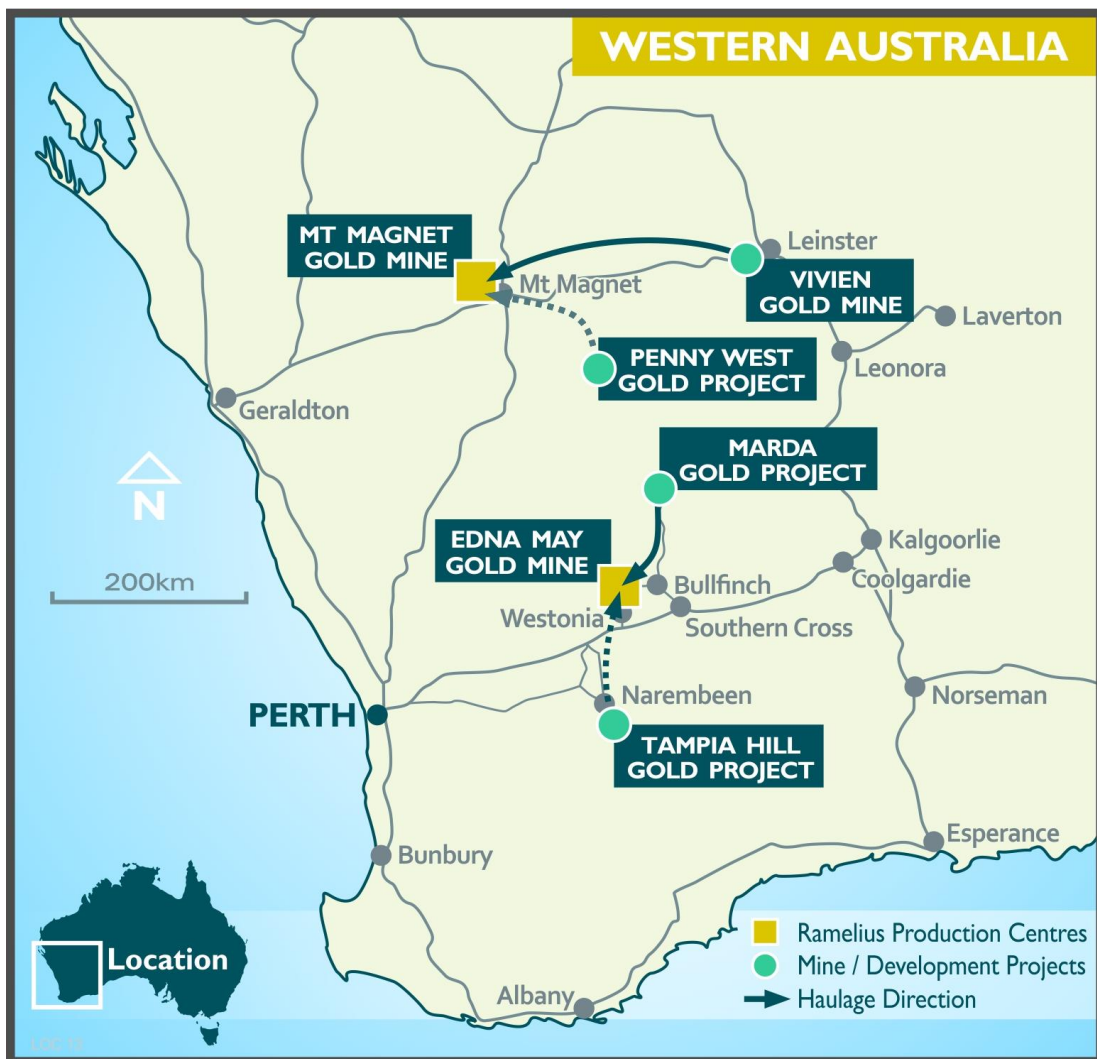 WESTERN AUSTRALIA
MT MAGNET
GOLD MINE
Leinster
Mt Magnet
VIVIEN
GOLD MINE
Laverton
PENNY WEST
GOLD PROJECT
Leonora
Geraldton
MARDA
GOLD PROJECT
N
EDNA MAY
GOLD MINE
Kalgoorlie
Coolgardie
200km
Bullfinch
Westonia
Southern Cross
Narembeen
Norseman
PERTH
TAMPIA HILL
GOLD PROJECT
Esperance
Bunbury
Location
Ramelius Production Centres
Mine / Development Projects
Haulage Direction
Albany